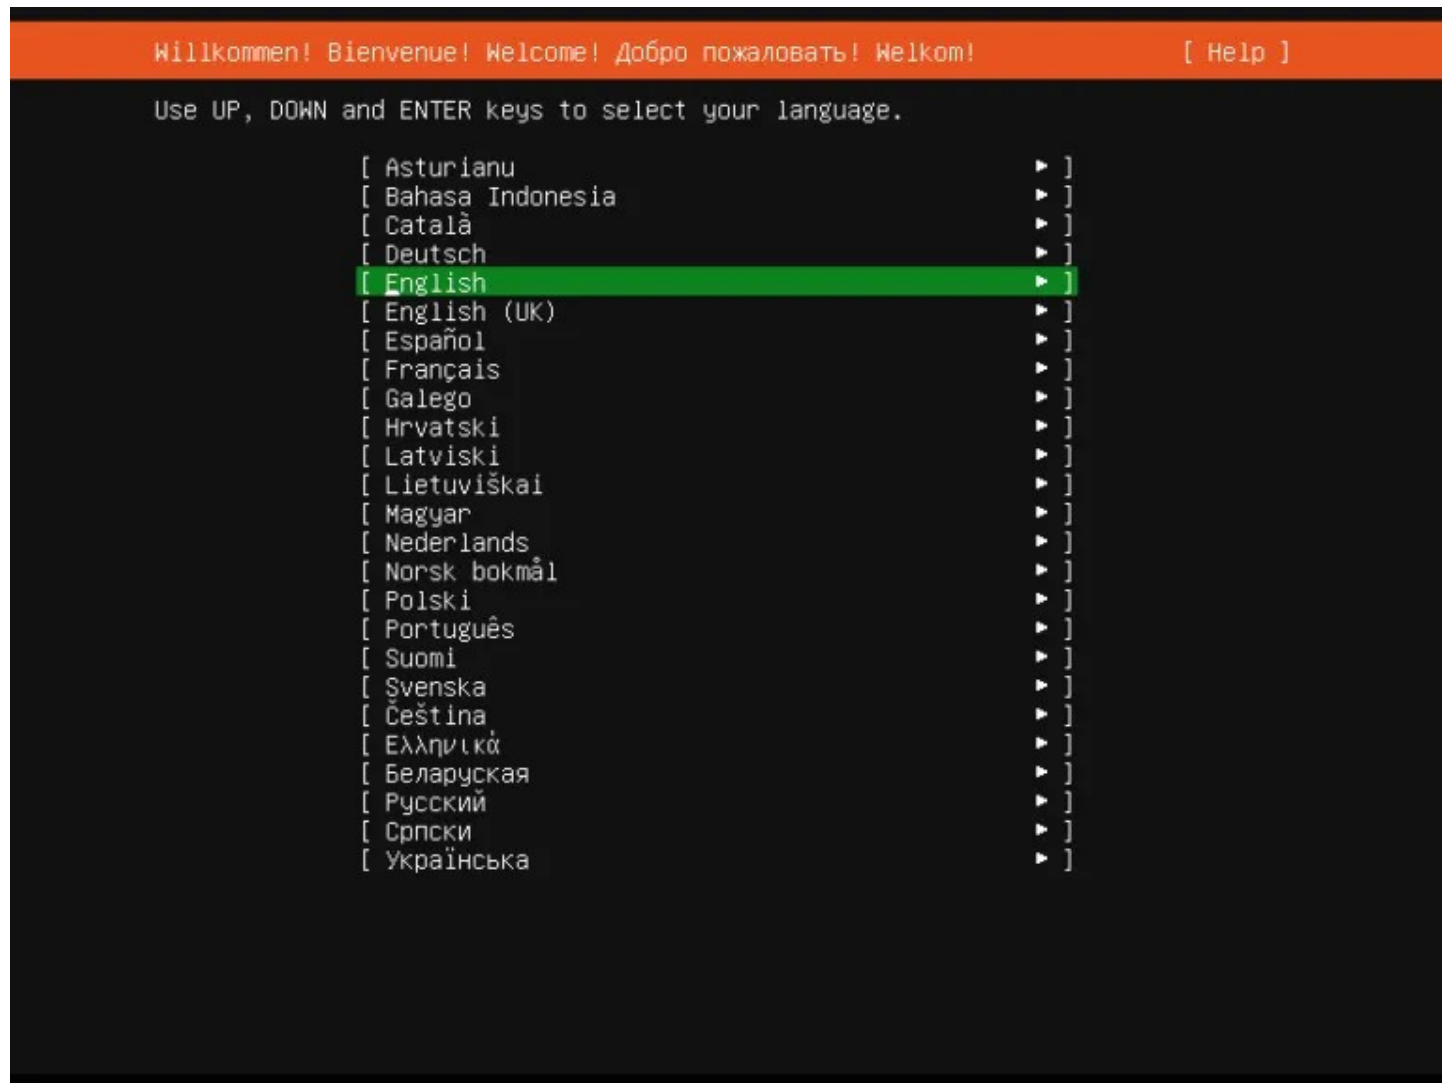 Willkommen! Bienvenue! Welcome! Добро пожаловать! Welkom! [ Help ]
Use UP, DOWN and ENTER keys to select your language.
[ Asturianu ▸ ]
[ Bahasa Indonesia ▸ ]
[ Català ▸ ]
[ Deutsch ▸ ]
[ English ▸ ]
[ English (UK) ▸ ]
[ Español ▸ ]
[ Français ▸ ]
[ Galego ▸ ]
[ Hrvatski ▸ ]
[ Latviski ▸ ]
[ Lietuviškai ▸ ]
[ Magyar ▸ ]
[ Nederlands ▸ ]
[ Norsk bokmål ▸ ]
[ Polski ▸ ]
[ Português ▸ ]
[ Suomi ▸ ]
[ Svenska ▸ ]
[ Čeština ▸ ]
[ Ελληνικά ▸ ]
[ Беларуская ▸ ]
[ Русский ▸ ]
[ Српски ▸ ]
[ Українська ▸ ]